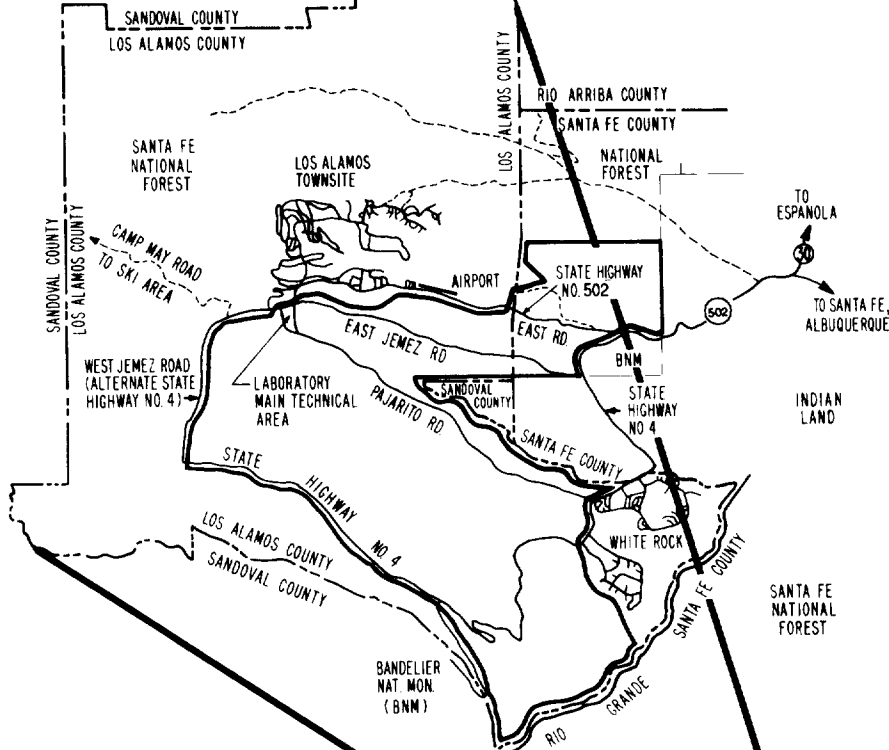 SANDOVAL COUNTY
LOS ALAMOS COUNTY
LOS ALAMOS COUNTY
RIO ARRIBA COUNTY
SANTA FE COUNTY
SANTA FE
NATIONAL
FOREST
LOS ALAMOS
TOWNSITE
NATIONAL
FOREST
TO
ESPANOLA
30
SANDOVAL COUNTY
LOS ALAMOS COUNTY
CAMP MAY ROAD
TO SKI AREA
AIRPORT
STATE HIGHWAY
NO. 502
502
TO SANTA FE,
ALBUQUERQUE
EAST JEMEZ RD
EAST RD.
BNM
WEST JEMEZ ROAD
(ALTERNATE STATE
HIGHWAY NO. 4)
LABORATORY
MAIN TECHNICAL
AREA
PAJARITO RD.
SANDOVAL
COUNTY
STATE
HIGHWAY
NO 4
INDIAN
LAND
SANTA FE COUNTY
STATE
HIGHWAY
NO. 4
LOS ALAMOS COUNTY
SANDOVAL COUNTY
WHITE ROCK
SANTA FE COUNTY
SANTA FE
NATIONAL
FOREST
BANDELIER
NAT. MON.
(BNM)
RIO GRANDE